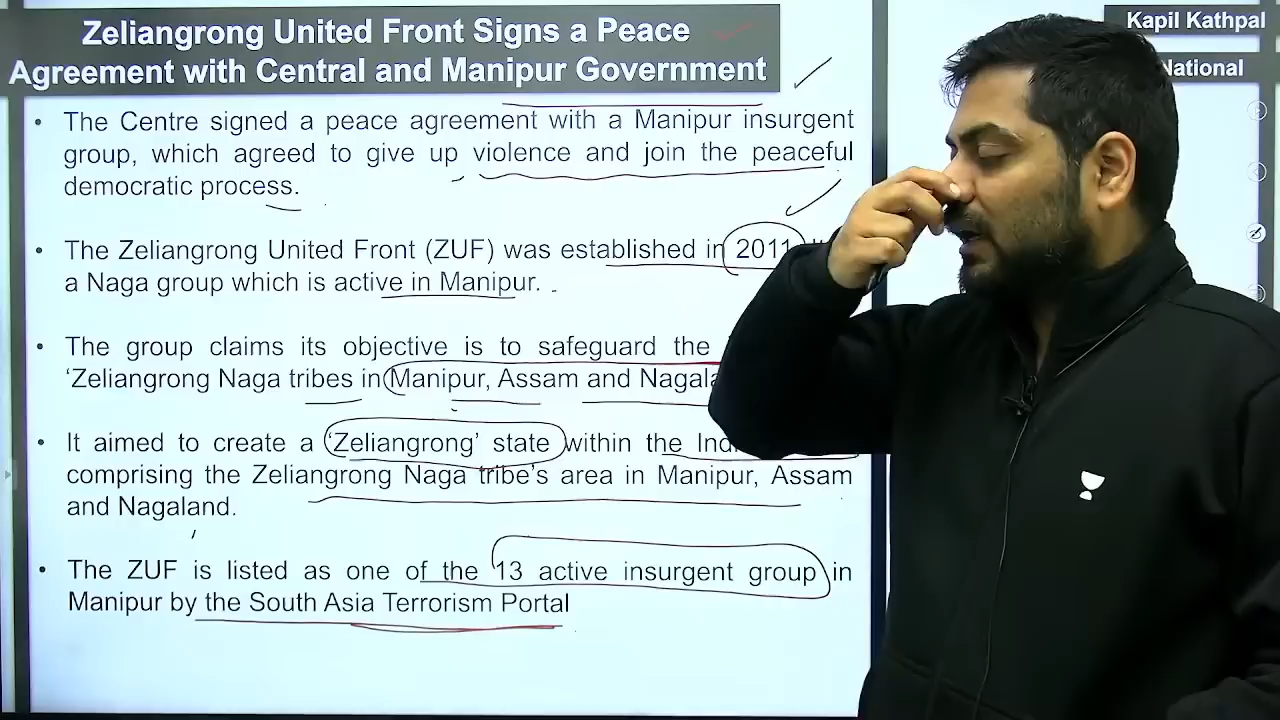 Zeliangrong United Front Signs a Peace
Agreement with Central and Manipur Government
Kapil Kathpal
National
• The Centre signed a peace agreement with a Manipur insurgent
group, which agreed to give up violence and join the peaceful
democratic process.
• The Zeliangrong United Front (ZUF) was established in 2011.
a Naga group which is active in Manipur.
• The group claims its objective is to safeguard the
‘Zeliangrong Naga tribes in Manipur, Assam and
• It aimed to create a ‘Zeliangrong’ state within the
comprising the Zeliangrong Naga tribe’s area in Manipur, Assam
and Nagaland.
• The ZUF is listed as one of the 13 active insurgent group in
Manipur by the South Asia Terrorism Portal